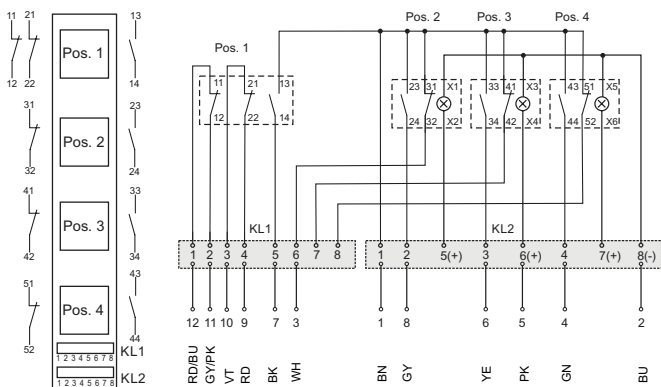 11 21 13
Pos. 1
12 22 14
31 23
Pos. 2
32 24
41 33
Pos. 3
42 34
51 43
Pos. 4
52 44
1 2 3 4 5 6 7 8 KL1
1 2 3 4 5 6 7 8 KL2
Pos. 2 Pos. 3 Pos. 4
Pos. 1
11 21 13
12 22 14
23 31 X1 33 41 X3 43 51 X5
24 32 X2 34 42 X4 44 52 X6
KL1 KL2
1 2 3 4 5 6 7 8
1 2 5(+) 3 6(+) 4 7(+) 8(-)
12 11 10 9 7 3 1 8 6 5 4 2
RD/BU
GY/PK
VT
RD
BK
WH
BN
GY
YE
PK
GN
BU